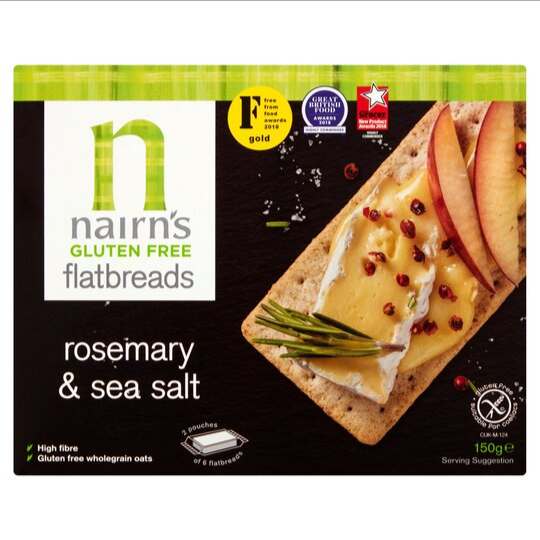 n
nairn's
GLUTEN FREE
flatbreads
F
free
from
food
awards
2018
gold
GREAT
BRITISH
FOOD
AWARDS
2018
HIGHLY COMMENDED
The
Grocer
New Product
Awards 2018
HIGHLY
COMMENDED
rosemary
& sea salt
High fibre
Gluten free wholegrain oats
2 pouches
of 6 flatbreads
Gluten Free
Suitable For Coeliacs
CUK-M-124
150g e
Serving Suggestion